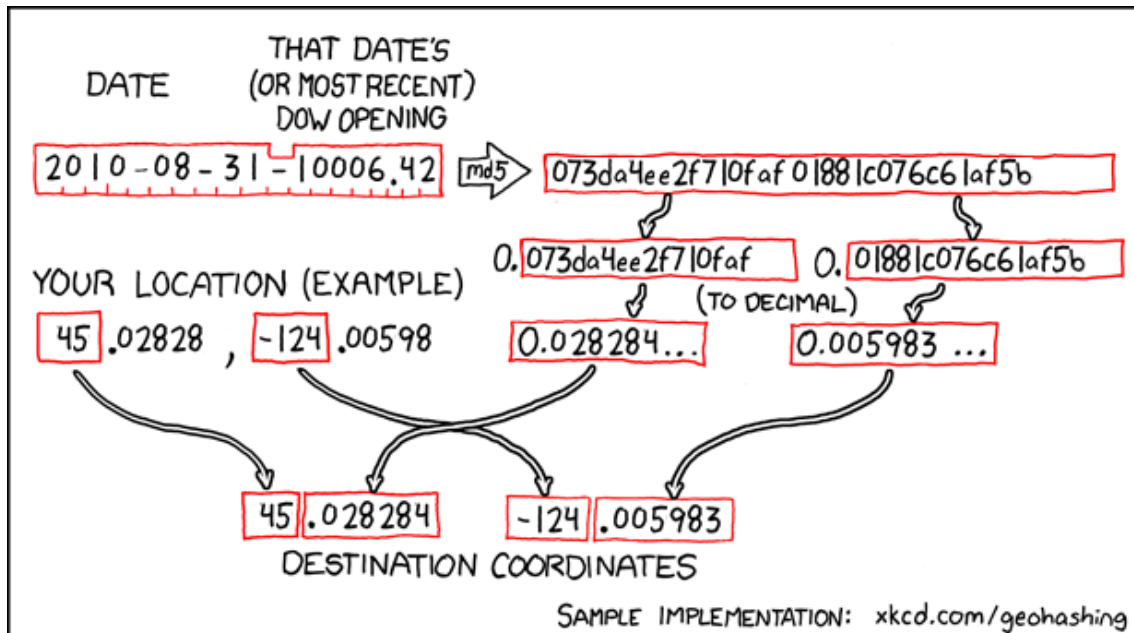 THAT DATE'S
DATE (OR MOST RECENT)
DOW OPENING
2010-08-31-10006.42 md5 073da4ee2f710faf01881c076c61af5b
0.073da4ee2f710faf 0.01881c076c61af5b
YOUR LOCATION (EXAMPLE) (TO DECIMAL)
45.02828, -124.00598 0.028284... 0.005983...
45.028284 -124.005983
DESTINATION COORDINATES
SAMPLE IMPLEMENTATION: xkcd.com/geohashing